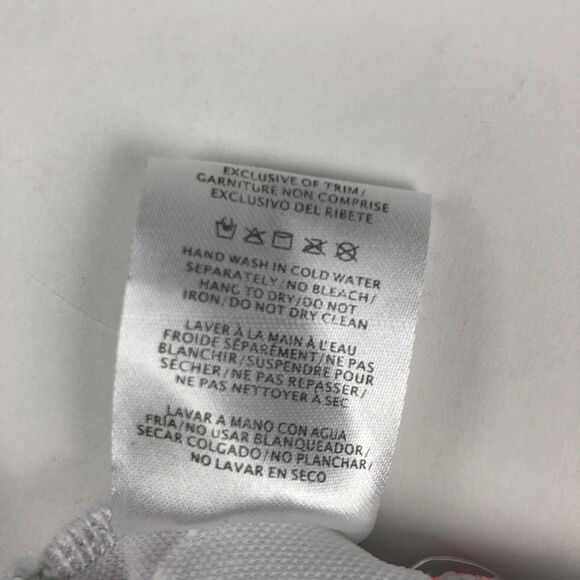 EXCLUSIVE OF TRIM/
GARNITURE NON COMPRISE
EXCLUSIVO DEL RIBETE
HAND WASH IN COLD WATER
SEPARATELY/NO BLEACH/
HANG TO DRY/DO NOT
IRON/DO NOT DRY CLEAN
LAVER À LA MAIN À L'EAU
FROIDE SÉPARÉMENT/NE PAS
BLANCHIR/SUSPENDRE POUR
SÉCHER/NE PAS REPASSER/
NE PAS NETTOYER À SEC
LAVAR A MANO CON AGUA
FRÍA/NO USAR BLANQUEADOR/
SECAR COLGADO/NO PLANCHAR/
NO LAVAR EN SECO